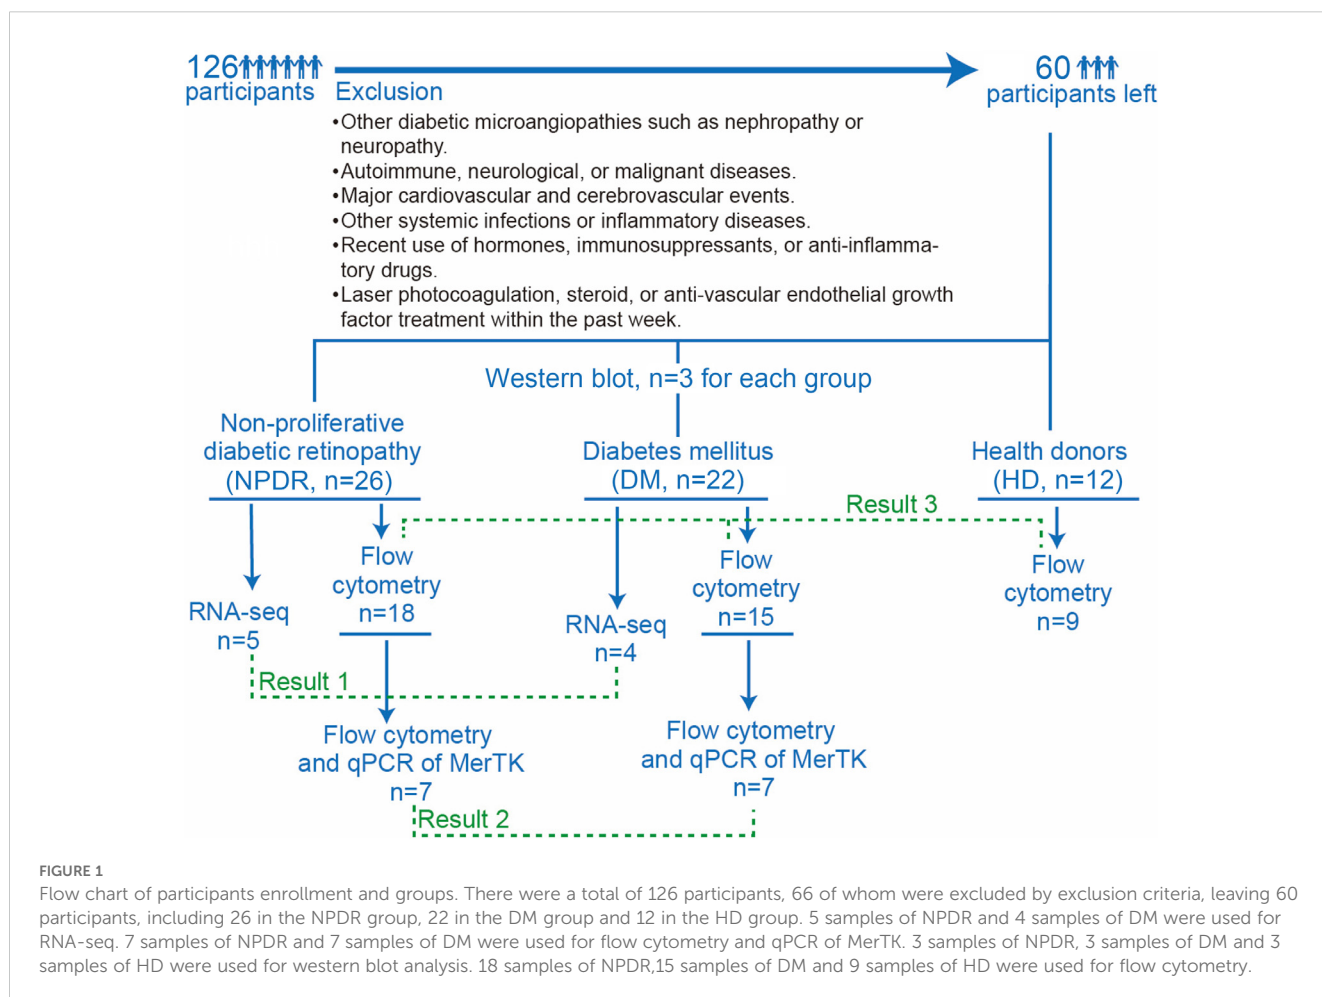 126
participants
60
participants left
Exclusion
•Other diabetic microangiopathies such as nephropathy or
neuropathy.
•Autoimmune, neurological, or malignant diseases.
•Major cardiovascular and cerebrovascular events.
•Other systemic infections or inflammatory diseases.
•Recent use of hormones, immunosuppressants, or anti-inflamma-
tory drugs.
•Laser photocoagulation, steroid, or anti-vascular endothelial growth
factor treatment within the past week.
Western blot, n=3 for each group
Non-proliferative
diabetic retinopathy
(NPDR, n=26)
Diabetes mellitus
(DM, n=22)
Health donors
(HD, n=12)
Result 3
RNA-seq
n=5
Flow
cytometry
n=18
RNA-seq
n=4
Flow
cytometry
n=15
Flow
cytometry
n=9
Result 1
Flow cytometry
and qPCR of MerTK
n=7
Flow cytometry
and qPCR of MerTK
n=7
Result 2
FIGURE 1
Flow chart of participants enrollment and groups. There were a total of 126 participants, 66 of whom were excluded by exclusion criteria, leaving 60
participants, including 26 in the NPDR group, 22 in the DM group and 12 in the HD group. 5 samples of NPDR and 4 samples of DM were used for
RNA-seq. 7 samples of NPDR and 7 samples of DM were used for flow cytometry and qPCR of MerTK. 3 samples of NPDR, 3 samples of DM and 3
samples of HD were used for western blot analysis. 18 samples of NPDR,15 samples of DM and 9 samples of HD were used for flow cytometry.